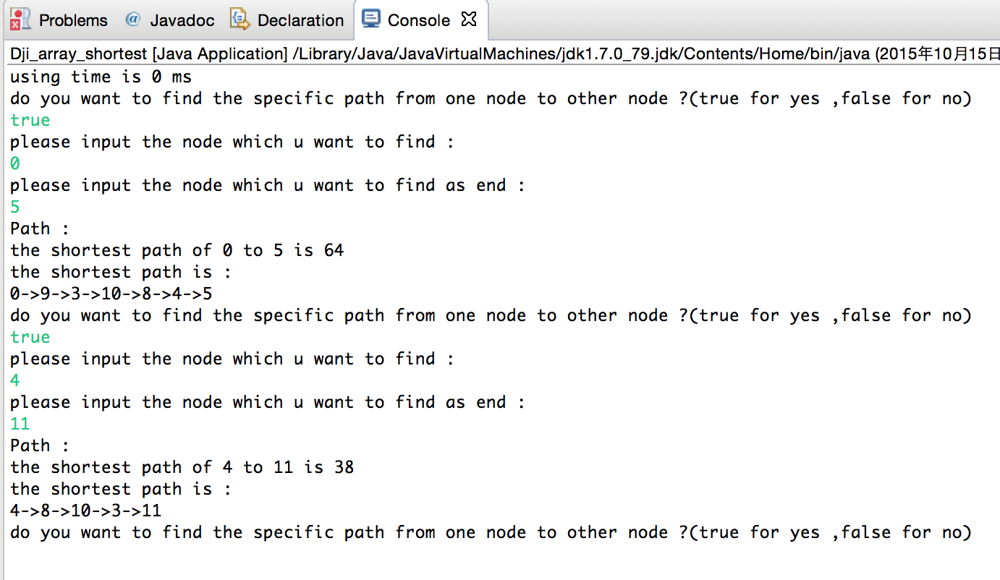 Problems @ Javadoc Declaration Console
Dji_array_shortest [Java Application] /Library/Java/JavaVirtualMachines/jdk1.7.0_79.jdk/Contents/Home/bin/java (2015年10月15日
using time is 0 ms
do you want to find the specific path from one node to other node ?(true for yes ,false for no)
true
please input the node which u want to find :
0
please input the node which u want to find as end :
5
Path :
the shortest path of 0 to 5 is 64
the shortest path is :
0->9->3->10->8->4->5
do you want to find the specific path from one node to other node ?(true for yes ,false for no)
true
please input the node which u want to find :
4
please input the node which u want to find as end :
11
Path :
the shortest path of 4 to 11 is 38
the shortest path is :
4->8->10->3->11
do you want to find the specific path from one node to other node ?(true for yes ,false for no)